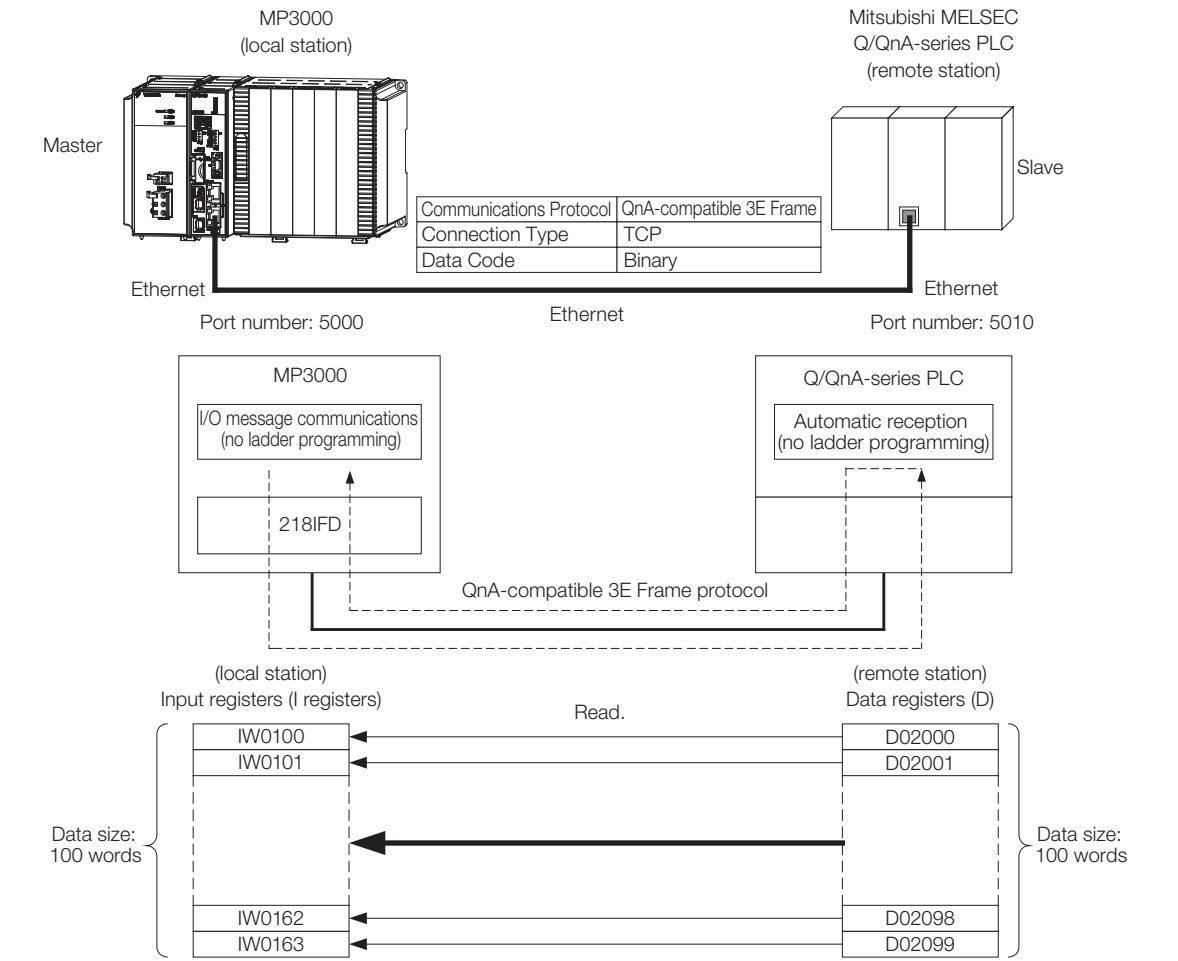 MP3000
(local station)
Mitsubishi MELSEC
Q/QnA-series PLC
(remote station)
Master
Slave
Communications Protocol QnA-compatible 3E Frame
Connection Type TCP
Data Code Binary
Ethernet
Ethernet
Ethernet
Port number: 5000
Port number: 5010
MP3000
Q/QnA-series PLC
I/O message communications
(no ladder programming)
Automatic reception
(no ladder programming)
218IFD
QnA-compatible 3E Frame protocol
(local station)
Input registers (I registers)
(remote station)
Data registers (D)
Read.
IW0100
D02000
IW0101
D02001
Data size:
100 words
Data size:
100 words
IW0162
D02098
IW0163
D02099